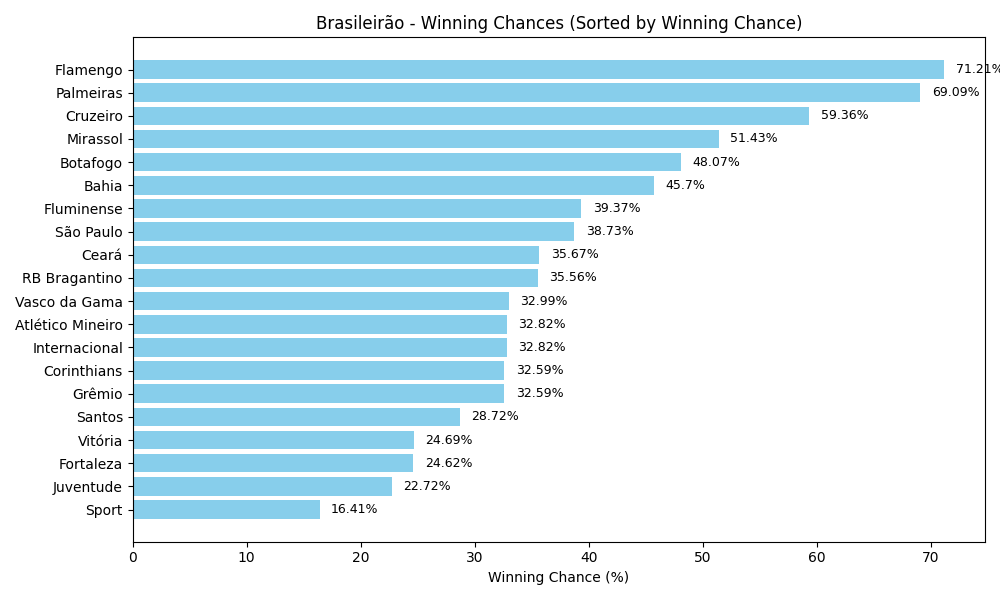 Brasileirão - Winning Chances (Sorted by Winning Chance)
Flamengo 71.21%
Palmeiras 69.09%
Cruzeiro 59.36%
Mirassol 51.43%
Botafogo 48.07%
Bahia 45.7%
Fluminense 39.37%
São Paulo 38.73%
Ceará 35.67%
RB Bragantino 35.56%
Vasco da Gama 32.99%
Atlético Mineiro 32.82%
Internacional 32.82%
Corinthians 32.59%
Grêmio 32.59%
Santos 28.72%
Vitória 24.69%
Fortaleza 24.62%
Juventude 22.72%
Sport 16.41%
0 10 20 30 40 50 60 70
Winning Chance (%)